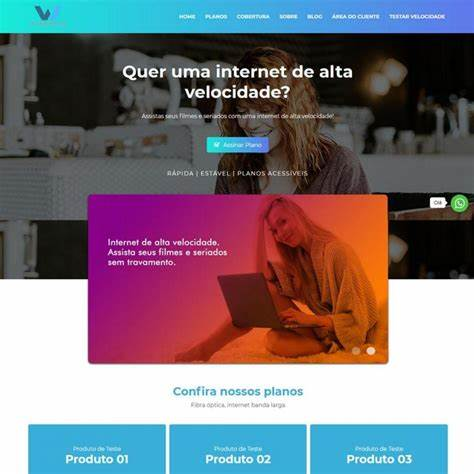 HOME PLANOS COBERTURA SOBRE BLOG ÁREA DO CLIENTE TESTAR VELOCIDADE
Quer uma internet de alta
velocidade?
Assistas seus filmes e seriados com uma internet de alta velocidade!
Assinar Plano
RÁPIDA | ESTÁVEL | PLANOS ACESSÍVEIS
Internet de alta velocidade.
Assista seus filmes e seriados
sem travamento.
Confira nossos planos
Fibra óptica, internet banda larga
Produto de Teste
Produto 01
Produto de Teste
Produto 02
Produto de Teste
Produto 03